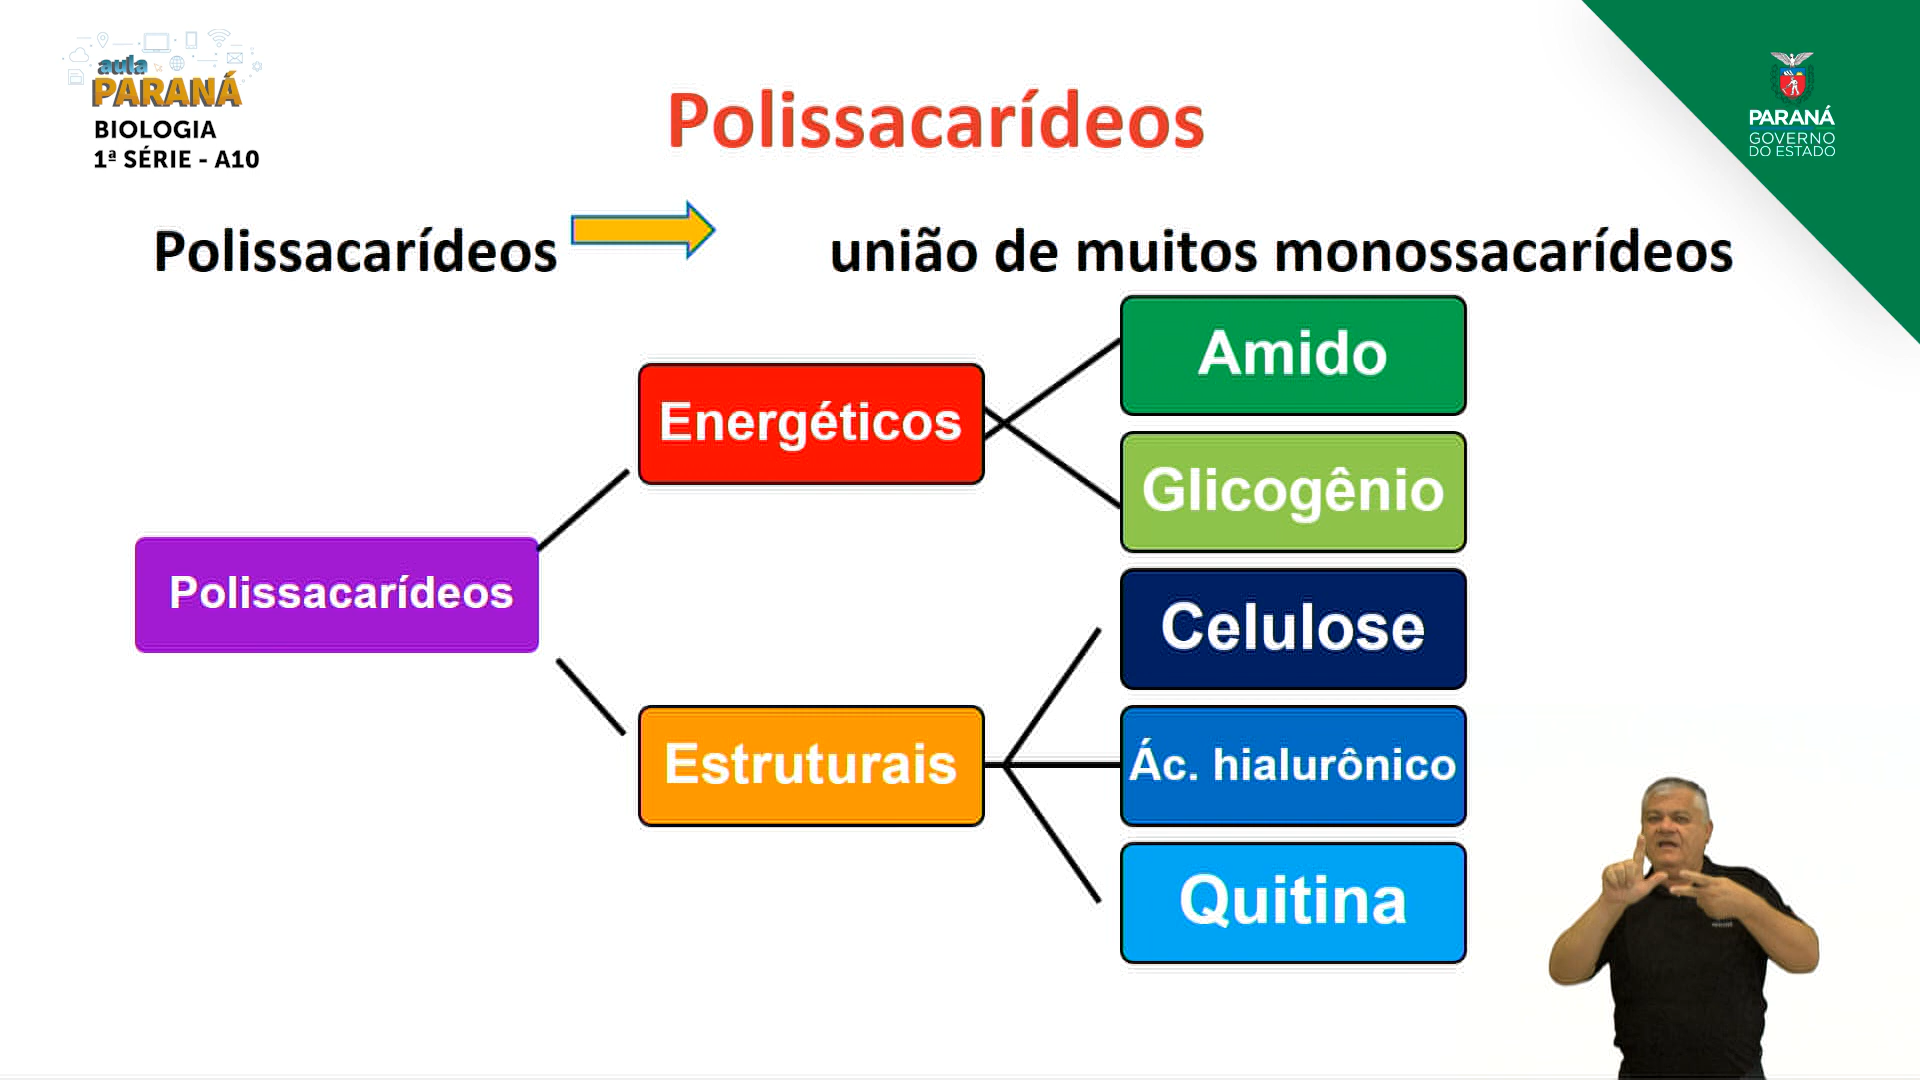 aula
PARANÁ
BIOLOGIA
1ª SÉRIE - A10
PARANÁ
GOVERNO
DO ESTADO
Polissacarídeos
Polissacarídeos união de muitos monossacarídeos
Amido
Energéticos
Glicogênio
Polissacarídeos
Celulose
Estruturais
Ác. hialurônico
Quitina